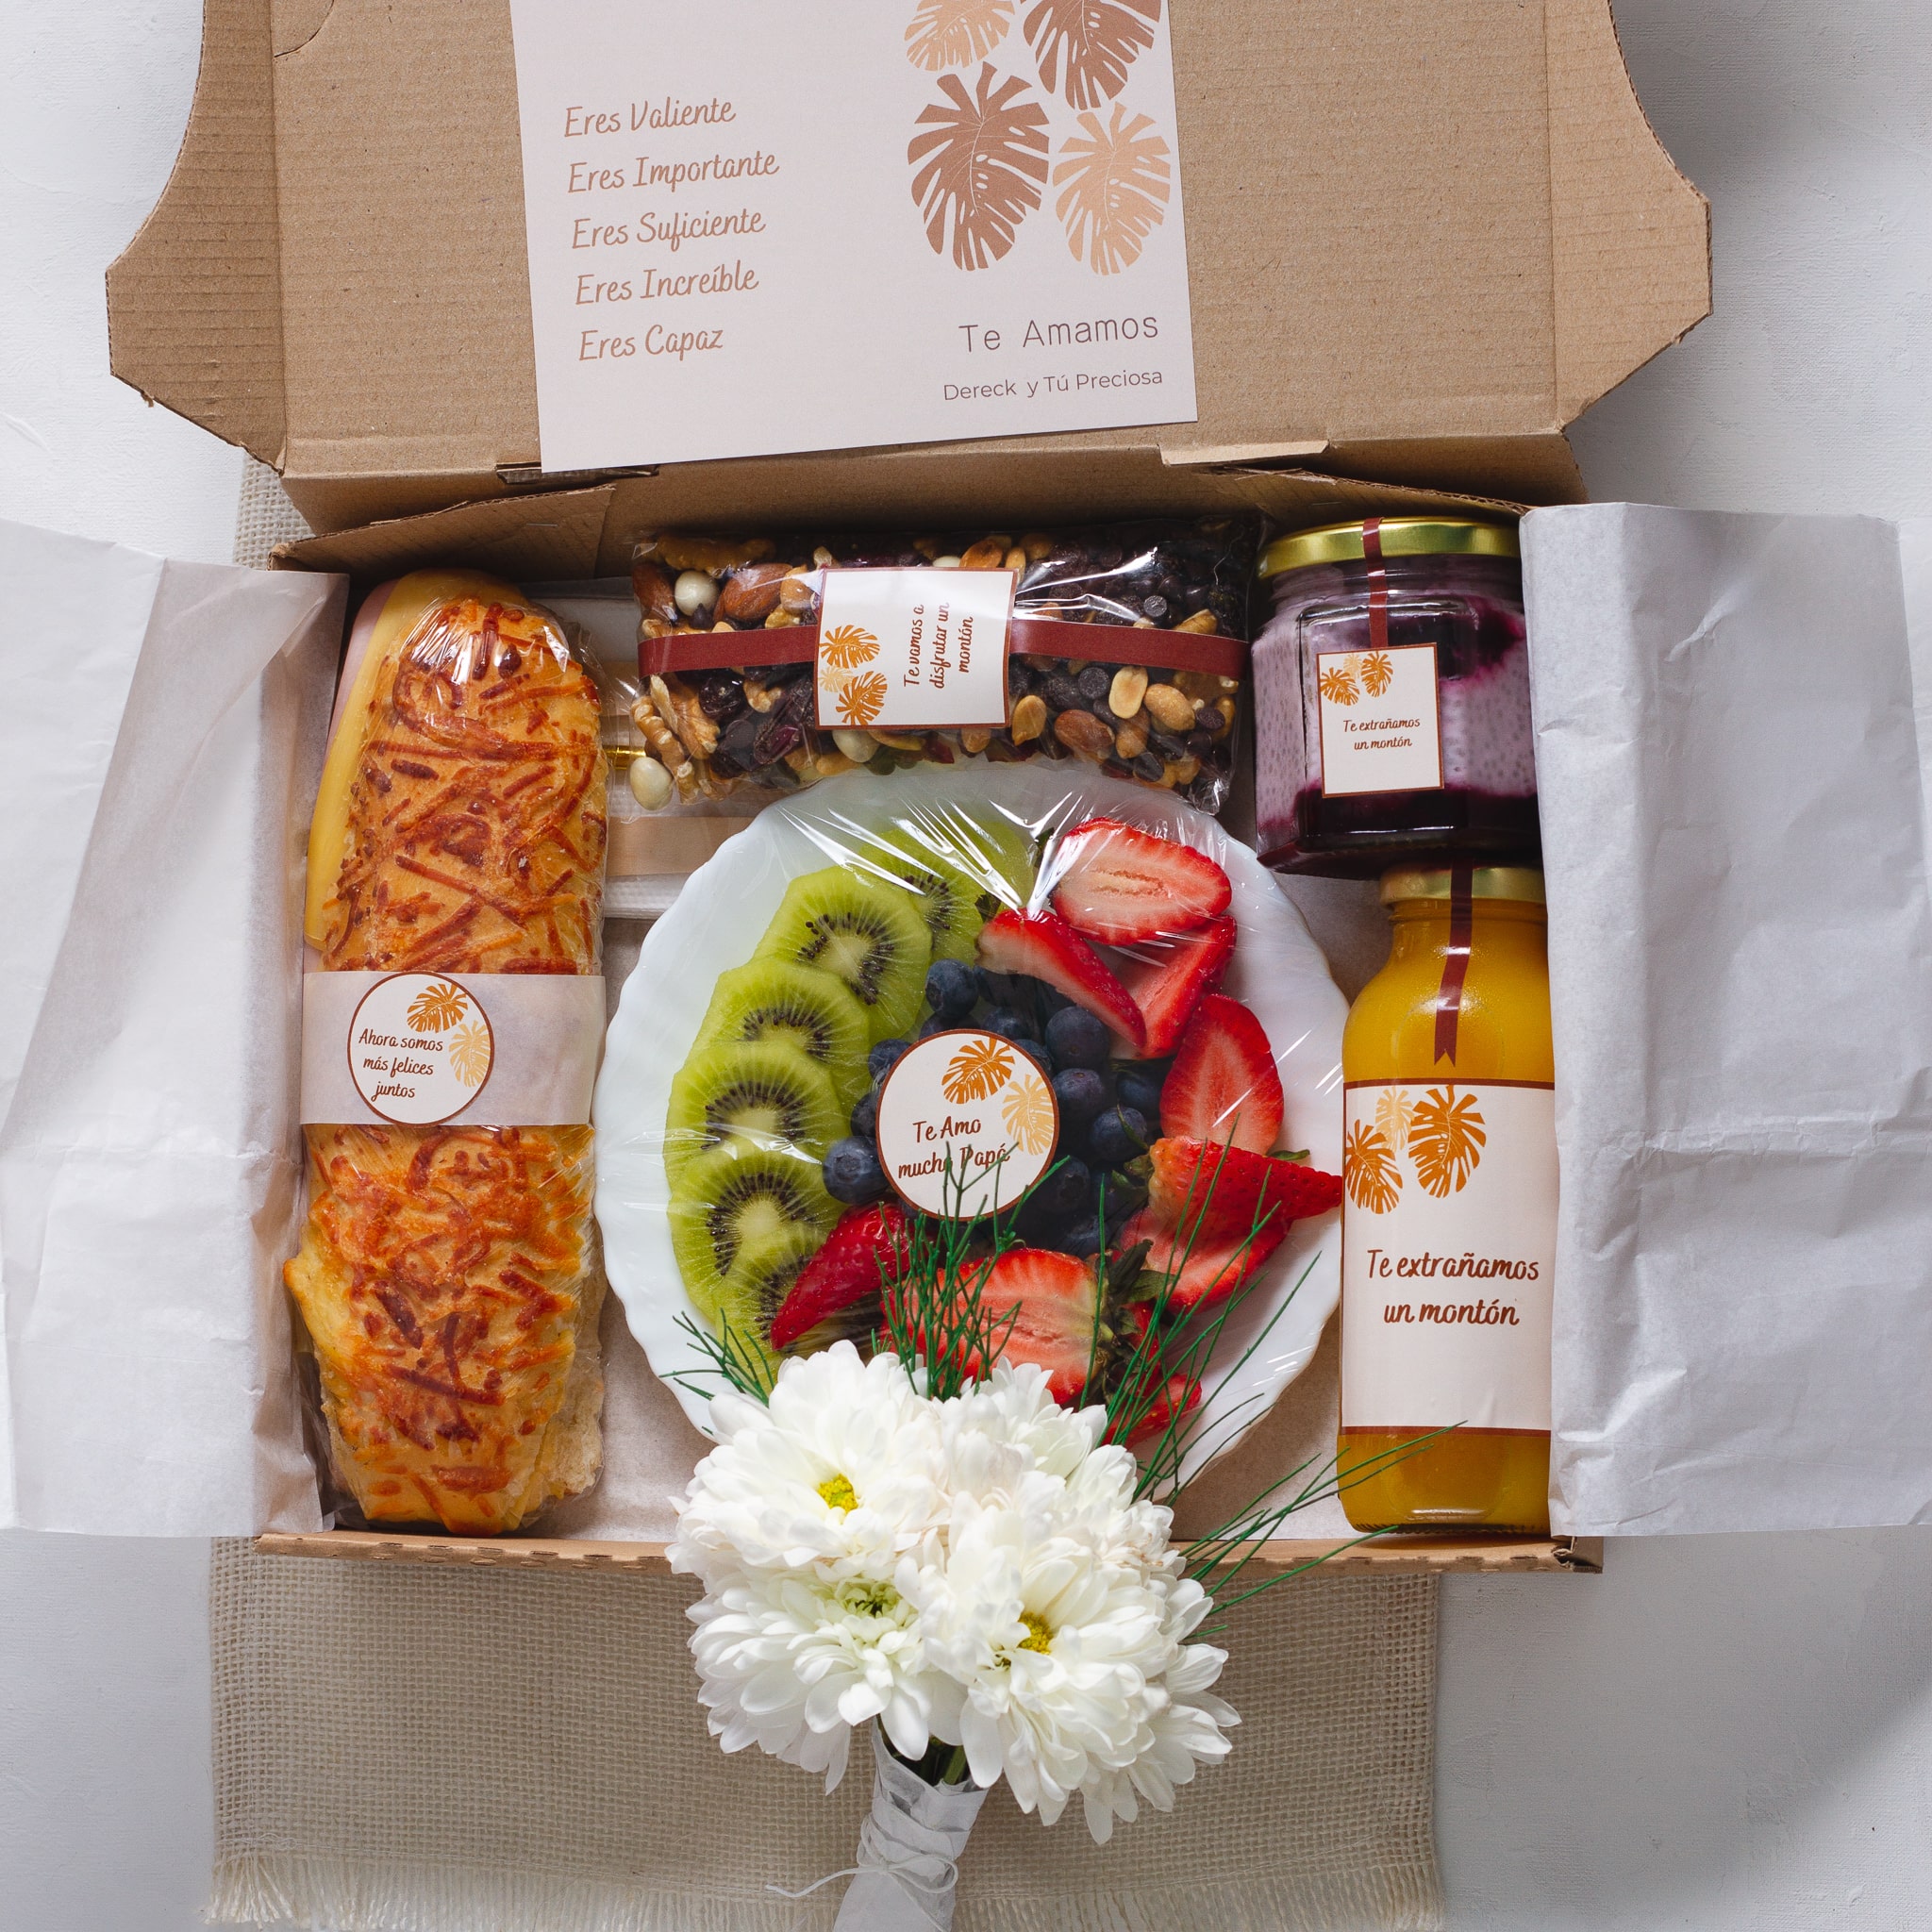 Eres Valiente
Eres Importante
Eres Suficiente
Eres Increíble
Eres Capaz
Te Amamos
Dereck y Tú Preciosa
Te vamos a
disfrutar un
montón
Te extrañamos
un montón
Ahora somos
más felices
juntos
Te Amo
mucho Papá
Te extrañamos
un montón